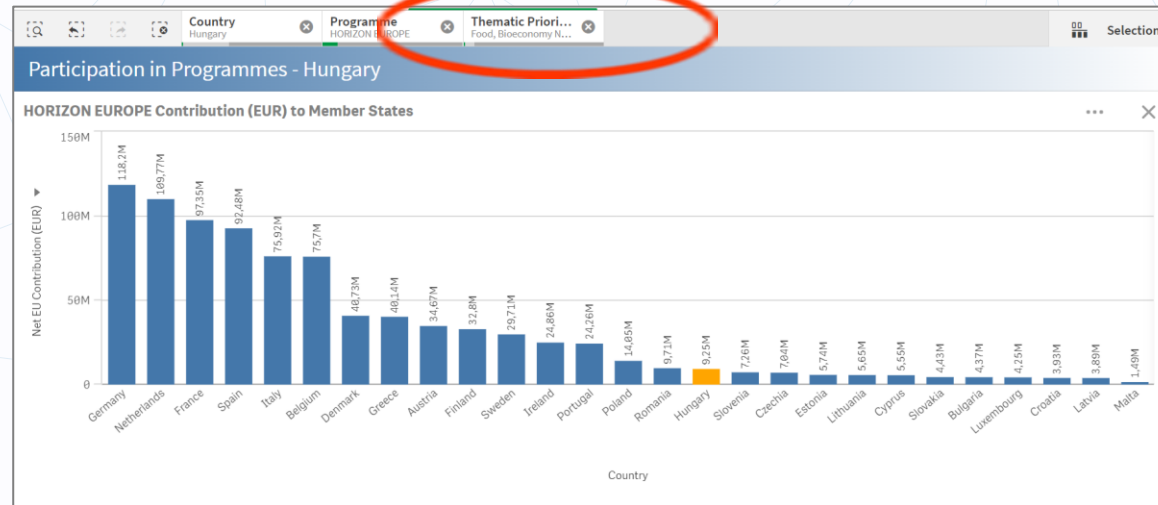 Country
Hungary
Programme
HORIZON EUROPE
Thematic Priori...
Food, Bioeconomy N...
Selection
Participation in Programmes - Hungary
HORIZON EUROPE Contribution (EUR) to Member States
Net EU Contribution (EUR)
150M
100M
50M
0
118,2M
109,77M
97,35M
92,48M
75,92M
75,7M
40,73M
40,14M
34,67M
32,8M
29,71M
24,86M
24,26M
14,05M
9,71M
9,25M
7,26M
7,04M
5,74M
5,65M
5,55M
4,43M
4,37M
4,25M
3,93M
3,89M
1,49M
Germany
Netherlands
France
Spain
Italy
Belgium
Denmark
Greece
Austria
Finland
Sweden
Ireland
Portugal
Poland
Romania
Hungary
Slovenia
Czechia
Estonia
Lithuania
Cyprus
Slovakia
Bulgaria
Luxembourg
Croatia
Latvia
Malta
Country